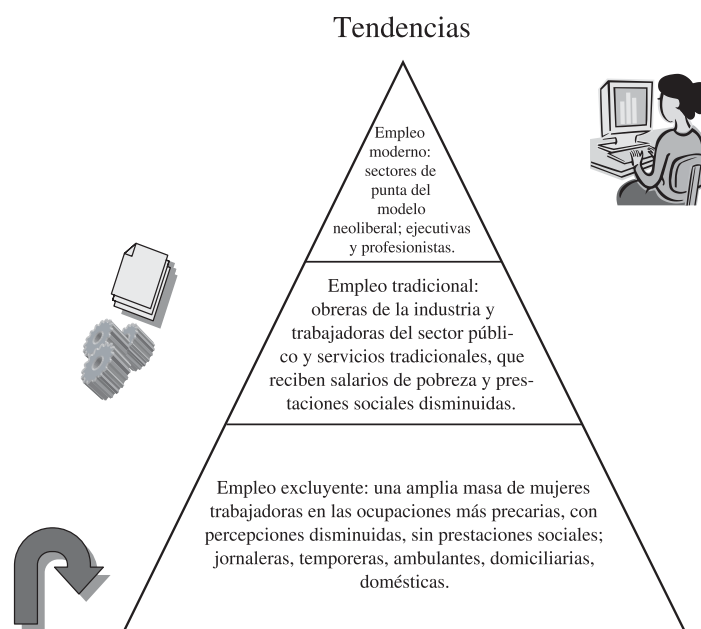 Tendencias
Empleo
moderno:
sectores de
punta del
modelo
neoliberal; ejecutivas
y profesionistas.
Empleo tradicional:
obreras de la industria y
trabajadoras del sector públi-
co y servicios tradicionales, que
reciben salarios de pobreza y pres-
taciones sociales disminuidas.
Empleo excluyente: una amplia masa de mujeres
trabajadoras en las ocupaciones más precarias, con
percepciones disminuidas, sin prestaciones sociales;
jornaleras, temporeras, ambulantes, domiciliarias,
domésticas.